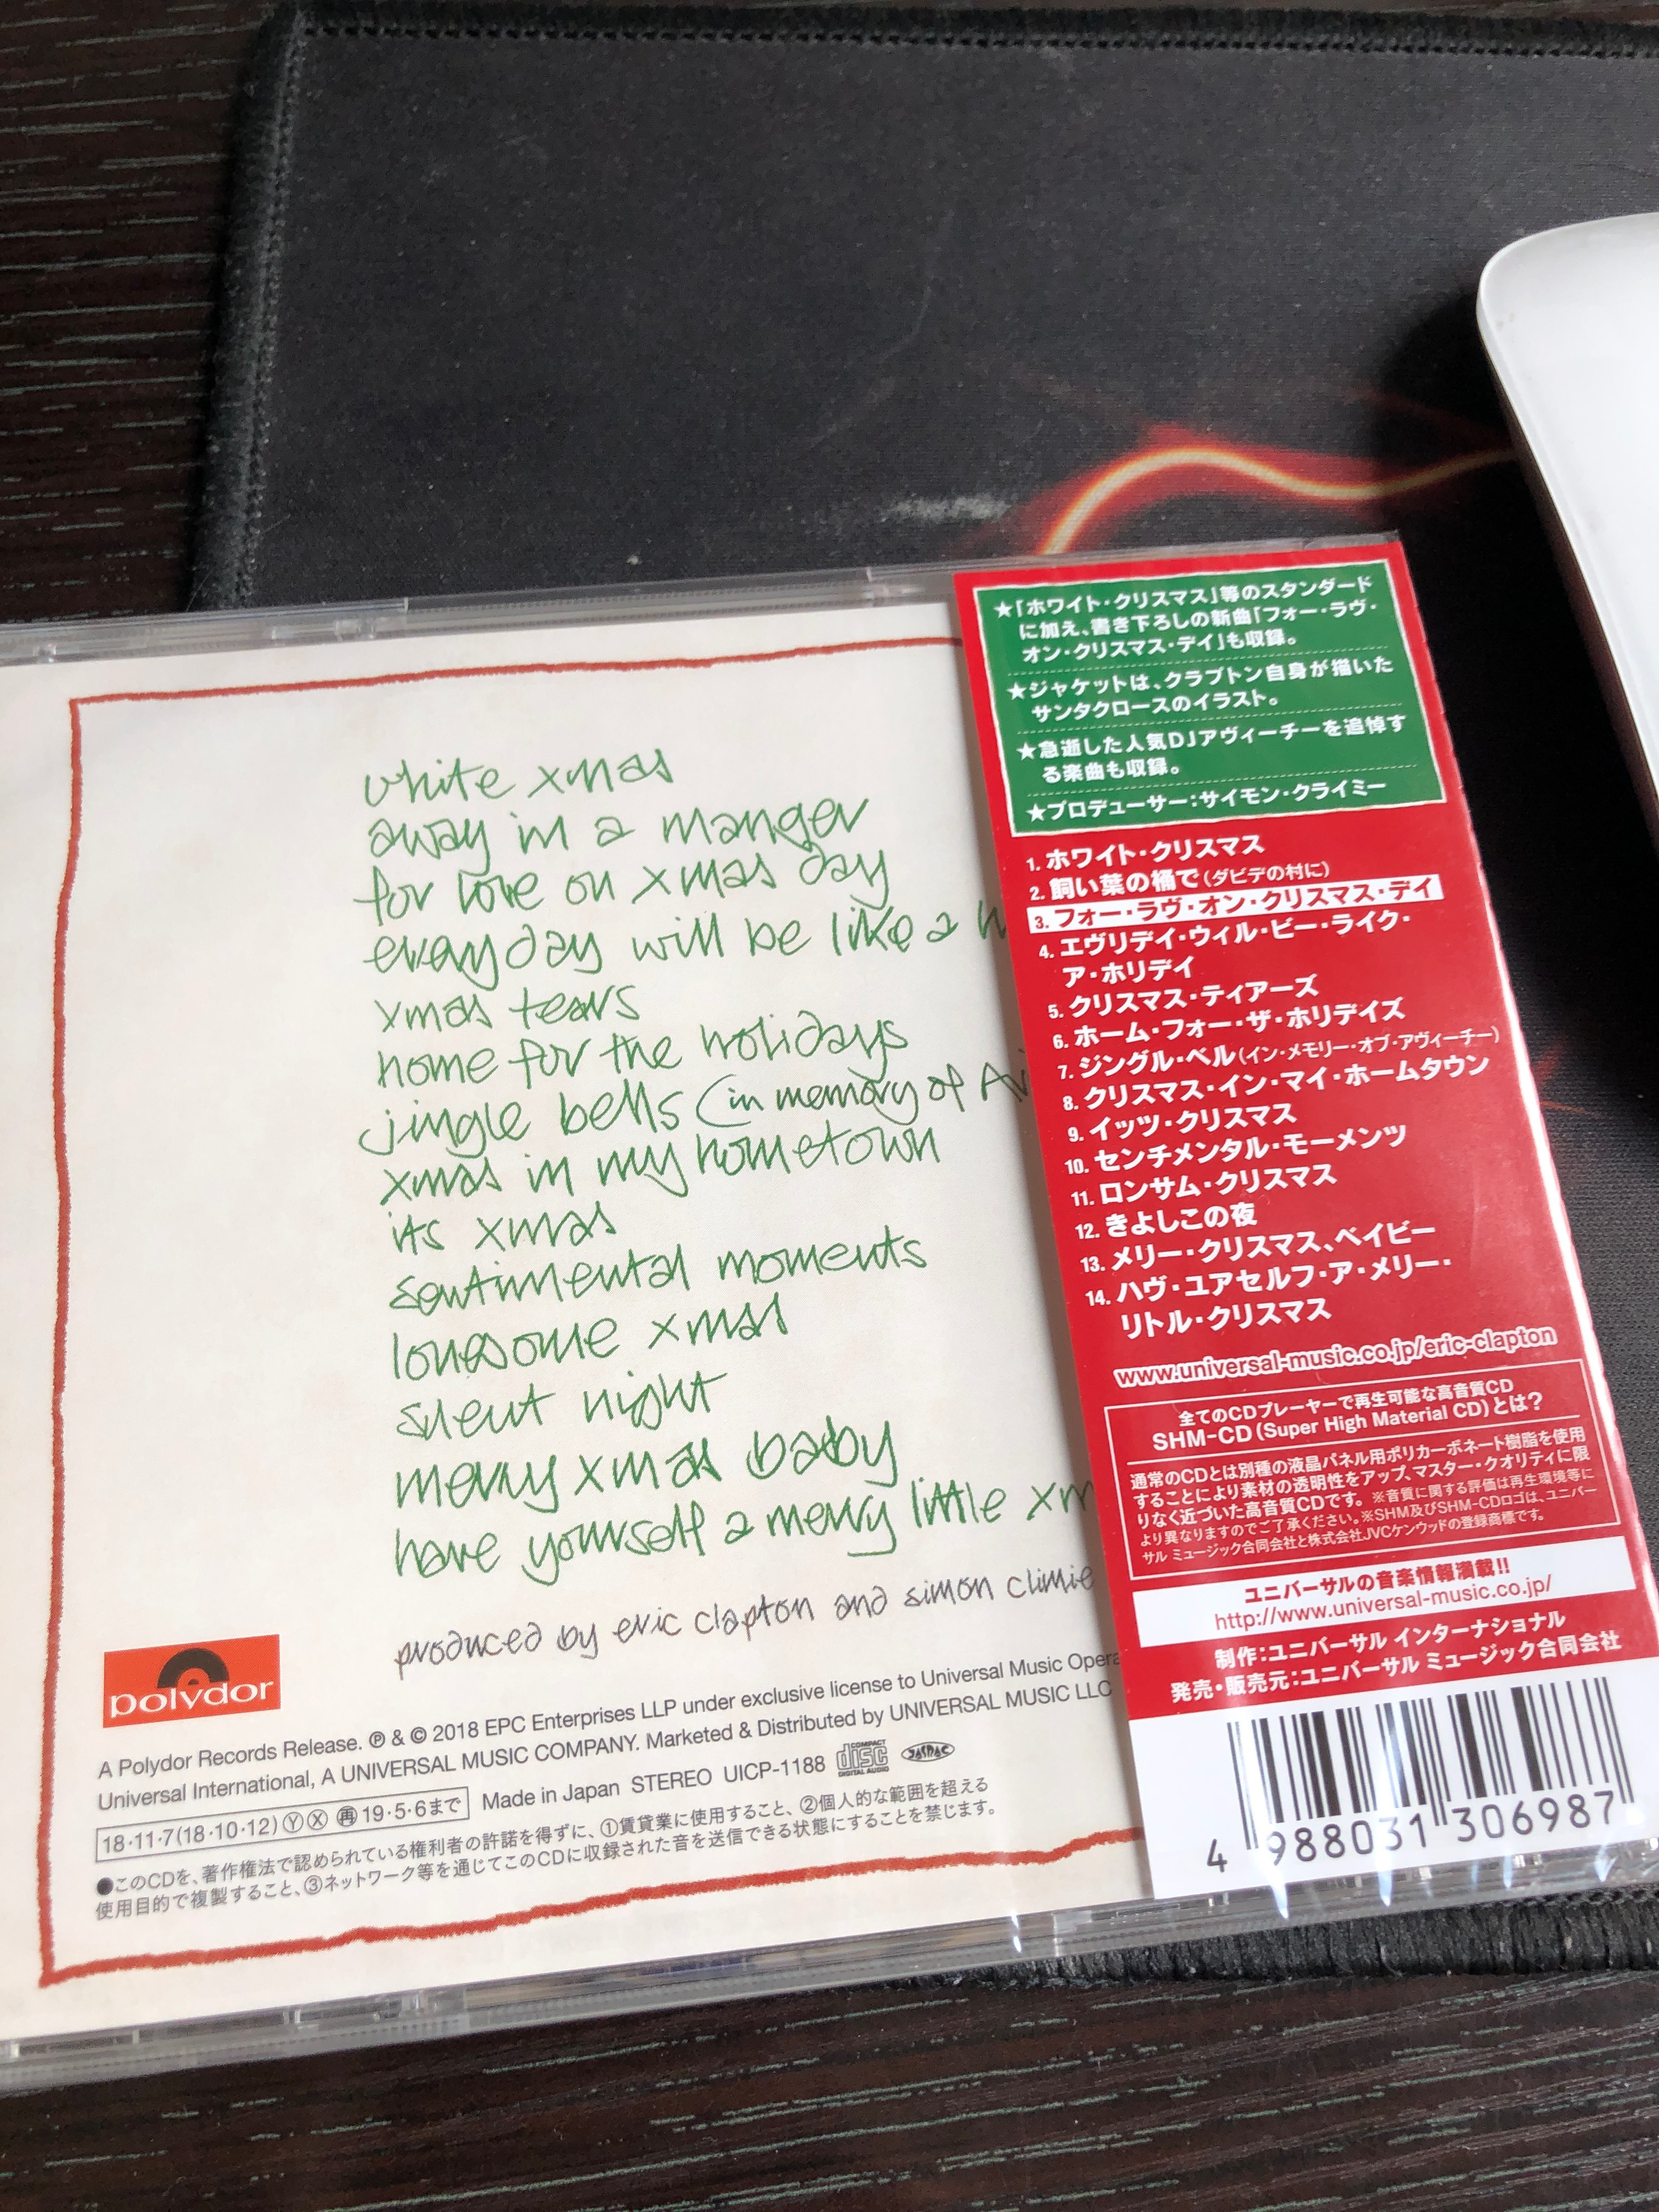 white xmas
away in a manger
for love on xmas day
everyday will be like a h
xmas tears
home for the holidays
jingle bells (in memory of Avi
xmas in my hometown
its xmas
sentimental moments
lonesome xmas
silent night
merry xmas baby
have yourself a merry little xm
produced by eric clapton and simon climie
polydor
A Polydor Records Release. ℗ & © 2018 EPC Enterprises LLP under exclusive license to Universal Music Opera
Universal International, A UNIVERSAL MUSIC COMPANY. Marketed & Distributed by UNIVERSAL MUSIC LLC
18·11·7(18·10·12) Ⓨ Ⓧ ㊢ 19·5·6まで Made in Japan STEREO UICP-1188 COMPACT disc DIGITAL AUDIO JASRAC
●このCDを、著作権法で認められている権利者の許諾を得ずに、①賃貸業に使用すること、②個人的な範囲を超える
使用目的で複製すること、③ネットワーク等を通じてこのCDに収録された音を送信できる状態にすることを禁じます。
★「ホワイト・クリスマス」等のスタンダード
に加え、書き下ろしの新曲「フォー・ラヴ・
オン・クリスマス・デイ」も収録。
★ジャケットは、クラプトン自身が描いた
サンタクロースのイラスト。
★急逝した人気DJアヴィーチーを追悼す
る楽曲も収録。
★プロデューサー：サイモン・クライミー
1. ホワイト・クリスマス
2. 飼い葉の桶で(ダビデの村に)
3. フォー・ラヴ・オン・クリスマス・デイ
4. エヴリデイ・ウィル・ビー・ライク・
ア・ホリデイ
5. クリスマス・ティアーズ
6. ホーム・フォー・ザ・ホリデイズ
7. ジングル・ベル(イン・メモリー・オブ・アヴィーチー)
8. クリスマス・イン・マイ・ホームタウン
9. イッツ・クリスマス
10. センチメンタル・モーメンツ
11. ロンサム・クリスマス
12. きよしこの夜
13. メリー・クリスマス、ベイビー
14. ハヴ・ユアセルフ・ア・メリー・
リトル・クリスマス
www.universal-music.co.jp/eric-clapton
全てのCDプレーヤーで再生可能な高音質CD
SHM-CD (Super High Material CD) とは?
通常のCDとは別種の液晶パネル用ポリカーボネート樹脂を使用
することにより素材の透明性をアップ、マスター・クオリティに限
りなく近づいた高音質CDです。※音質に関する評価は再生環境等に
より異なりますのでご了承ください。※SHM及びSHM-CDロゴは、ユニバー
サル ミュージック合同会社と株式会社JVCケンウッドの登録商標です。
ユニバーサルの音楽情報満載!!
http://www.universal-music.co.jp/
制作：ユニバーサル インターナショナル
発売・販売元：ユニバーサル ミュージック合同会社
4 988031 306987